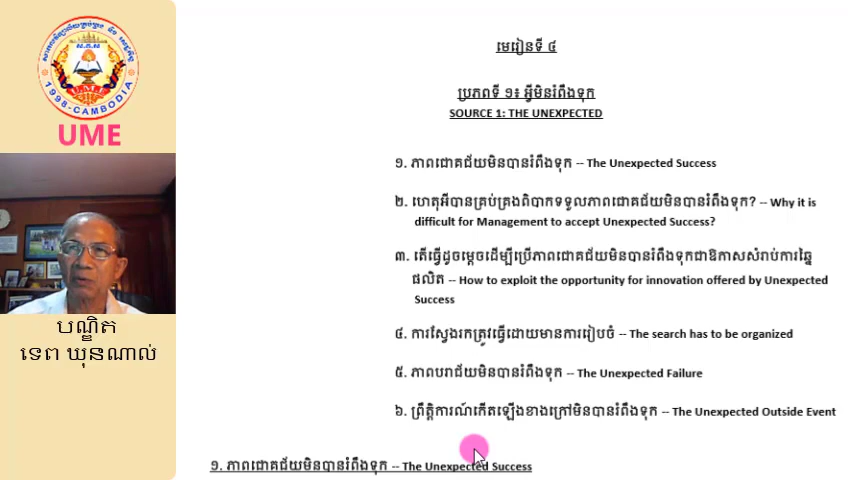 ស.គ.ស
U.M.E
1998-CAMBODIA
UME
បណ្ឌិត
ទេព ឃុនណាល់
មេរៀនទី ៤
ប្រភពទី ១៖ អ្វីមិនរំពឹងទុក
SOURCE 1: THE UNEXPECTED
១. ភាពជោគជ័យមិនបានរំពឹងទុក -- The Unexpected Success
២. ហេតុអីបានគ្រប់គ្រងពិបាកទទួលភាពជោគជ័យមិនបានរំពឹងទុក? -- Why it is
difficult for Management to accept Unexpected Success?
៣. តើធ្វើដូចម្ដេចដើម្បីប្រើភាពជោគជ័យមិនបានរំពឹងទុកជាឱកាសសំរាប់ការឆ្នៃ
ផលិត -- How to exploit the opportunity for innovation offered by Unexpected
Success
៤. ការស្វែងរកត្រូវធ្វើដោយមានការរៀបចំ -- The search has to be organized
៥. ភាពបរាជ័យមិនបានរំពឹងទុក -- The Unexpected Failure
៦. ព្រឹត្តិការណ៍កើតឡើងខាងក្រៅមិនបានរំពឹងទុក -- The Unexpected Outside Event
១. ភាពជោគជ័យមិនបានរំពឹងទុក -- The Unexpected Success